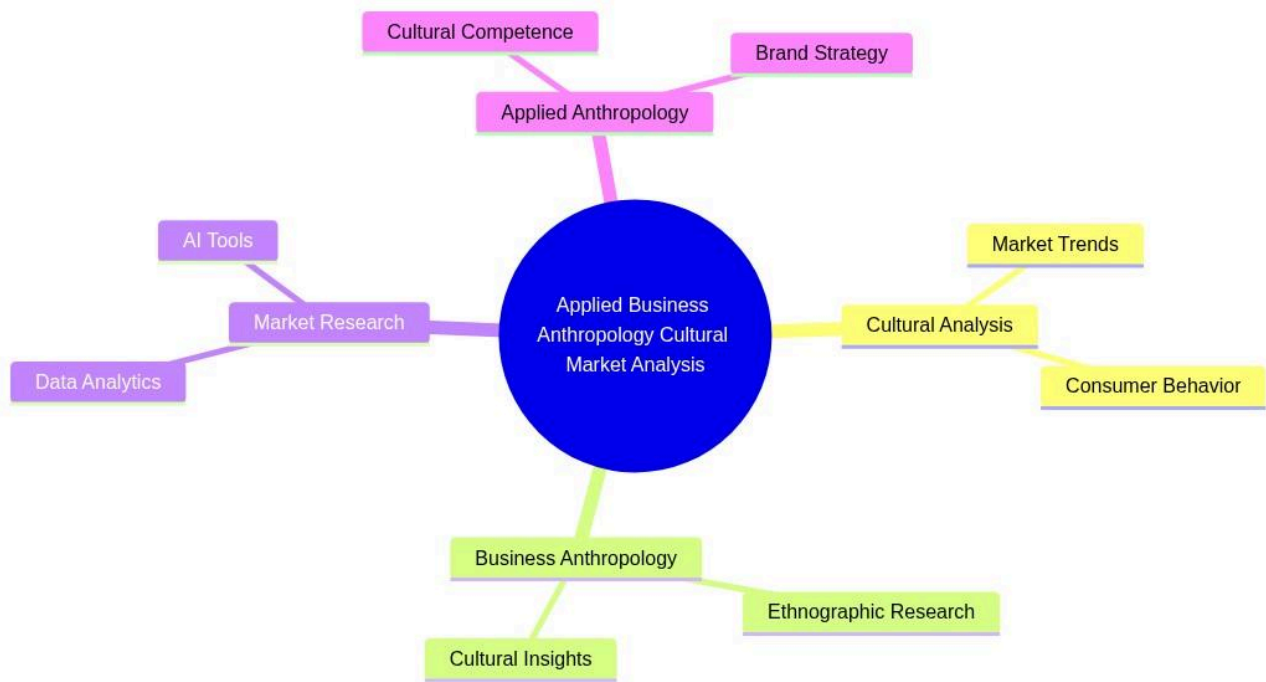 Cultural Competence
Brand Strategy
Applied Anthropology
AI Tools
Market Trends
Market Research
Applied Business
Anthropology Cultural
Market Analysis
Cultural Analysis
Data Analytics
Consumer Behavior
Business Anthropology
Ethnographic Research
Cultural Insights